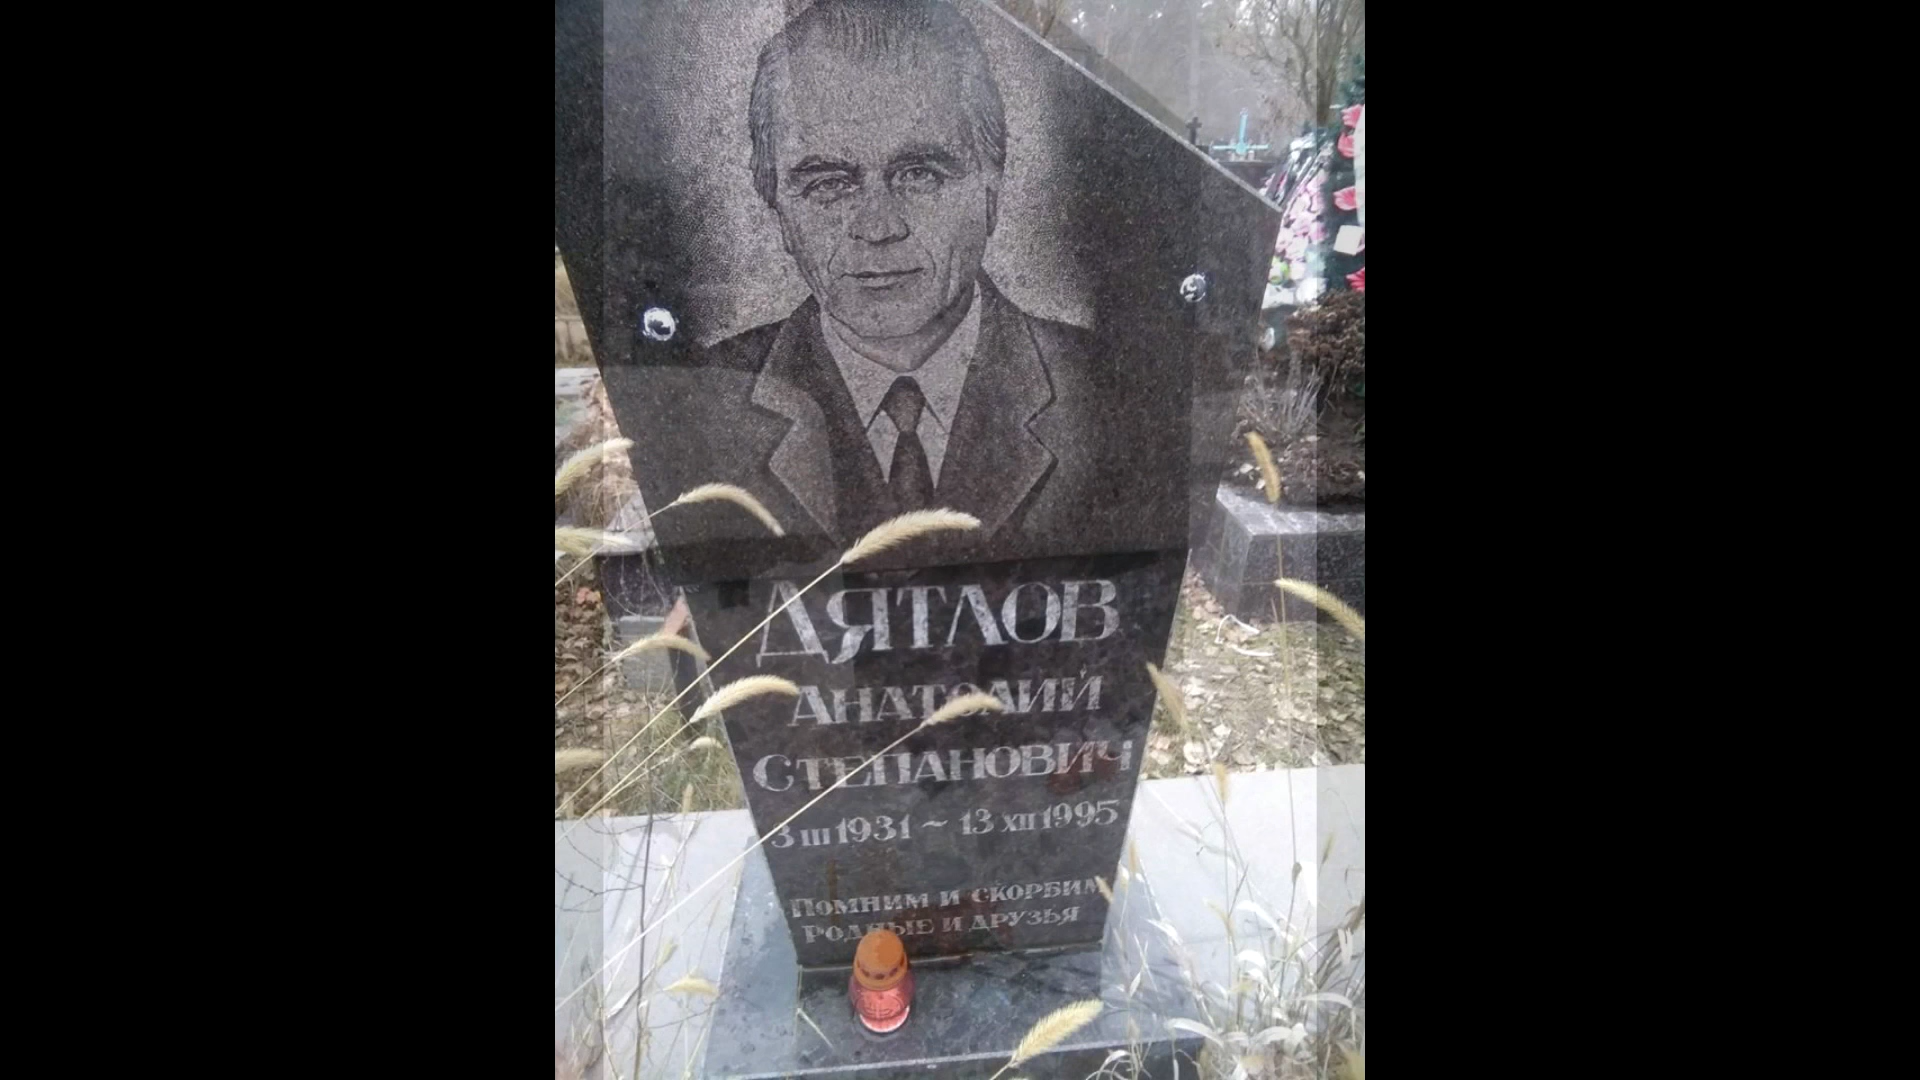 ДЯТЛОВ
АНАТОЛИЙ
СТЕПАНОВИЧ
3 III 1931 ~ 13 XII 1995
ПОМНИМ И СКОРБИМ
РОДНЫЕ И ДРУЗЬЯ